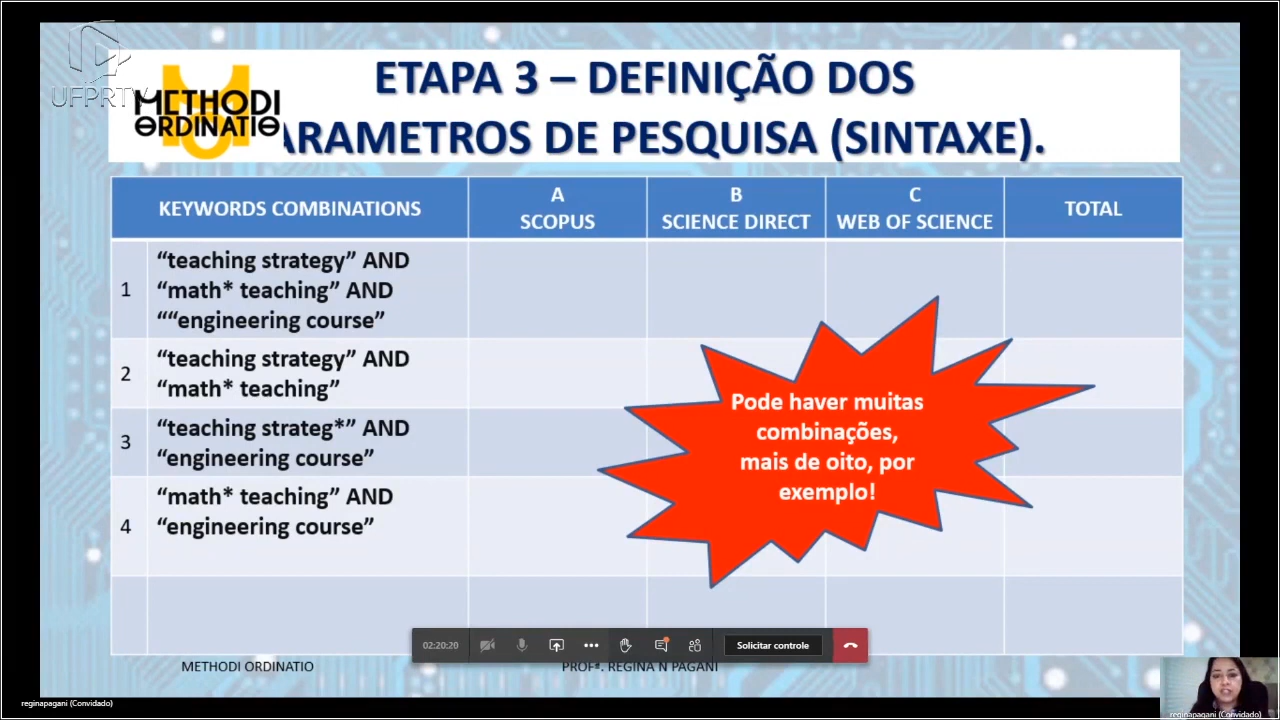 UFPRTV
METHODI
ORDINATIO
ETAPA 3 – DEFINIÇÃO DOS
ARAMETROS DE PESQUISA (SINTAXE).
KEYWORDS COMBINATIONS
A
SCOPUS
B
SCIENCE DIRECT
C
WEB OF SCIENCE
TOTAL
1
“teaching strategy” AND
“math* teaching” AND
““engineering course”
2
“teaching strategy” AND
“math* teaching”
3
“teaching strateg*” AND
“engineering course”
4
“math* teaching” AND
“engineering course”
Pode haver muitas
combinações,
mais de oito, por
exemplo!
02:20:20
Solicitar controle
METHODI ORDINATIO
PROFª. REGINA N PAGANI
reginapagani (Convidado)
reginapagani (Convidado)